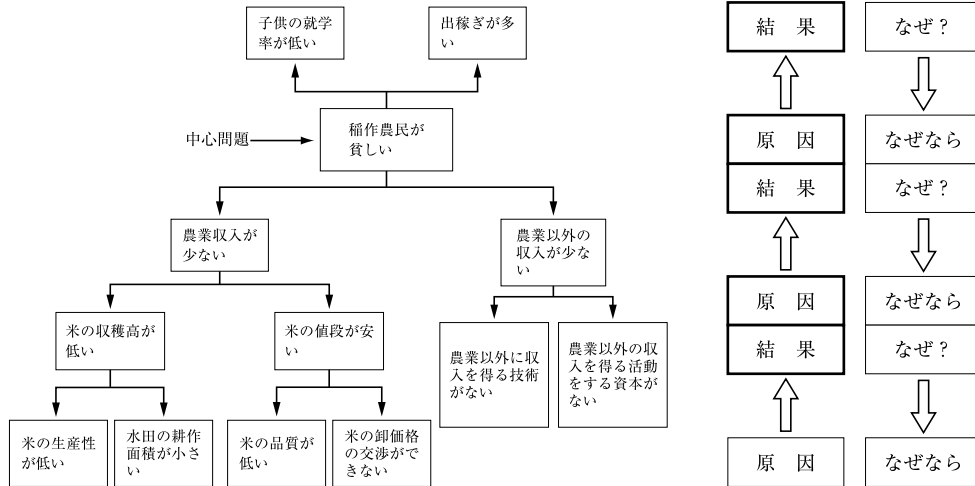 子供の就学
率が低い
出稼ぎが多
い
中心問題
稲作農民が
貧しい
農業収入が
少ない
農業以外の
収入が少な
い
米の収穫高が
低い
米の値段が安
い
農業以外に収
入を得る技術
がない
農業以外の収
入を得る活動
をする資本が
ない
米の生産性
が低い
水田の耕作
面積が小さ
い
米の品質が
低い
米の卸価格
の交渉がで
きない
結 果
なぜ？
原 因
なぜなら
結 果
なぜ？
原 因
なぜなら
結 果
なぜ？
原 因
なぜなら